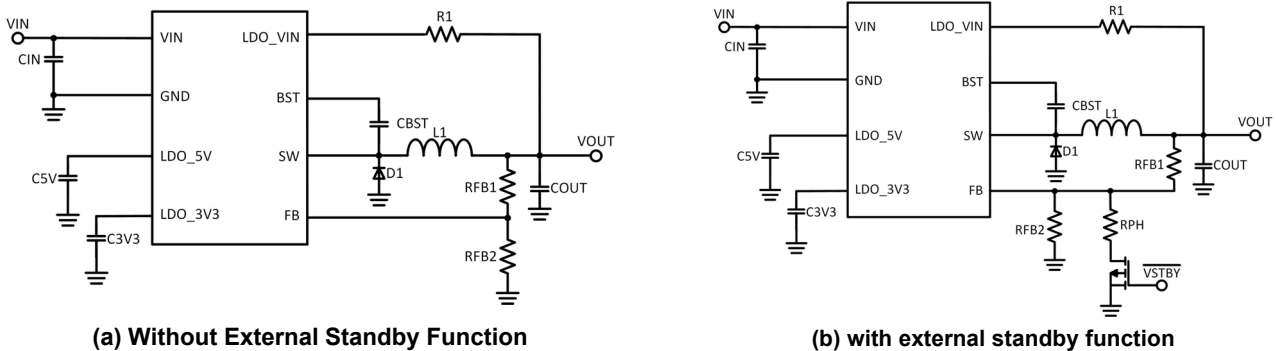 VIN
CIN
VIN
GND
LDO_5V
LDO_3V3
LDO_VIN
BST
SW
FB
R1
CBST
L1
D1
RFB1
RFB2
COUT
VOUT
C5V
C3V3
(a) Without External Standby Function
VIN
CIN
VIN
GND
LDO_5V
LDO_3V3
LDO_VIN
BST
SW
FB
R1
CBST
L1
D1
RFB1
RFB2
RPH
VSTBY
COUT
VOUT
C5V
C3V3
(b) with external standby function